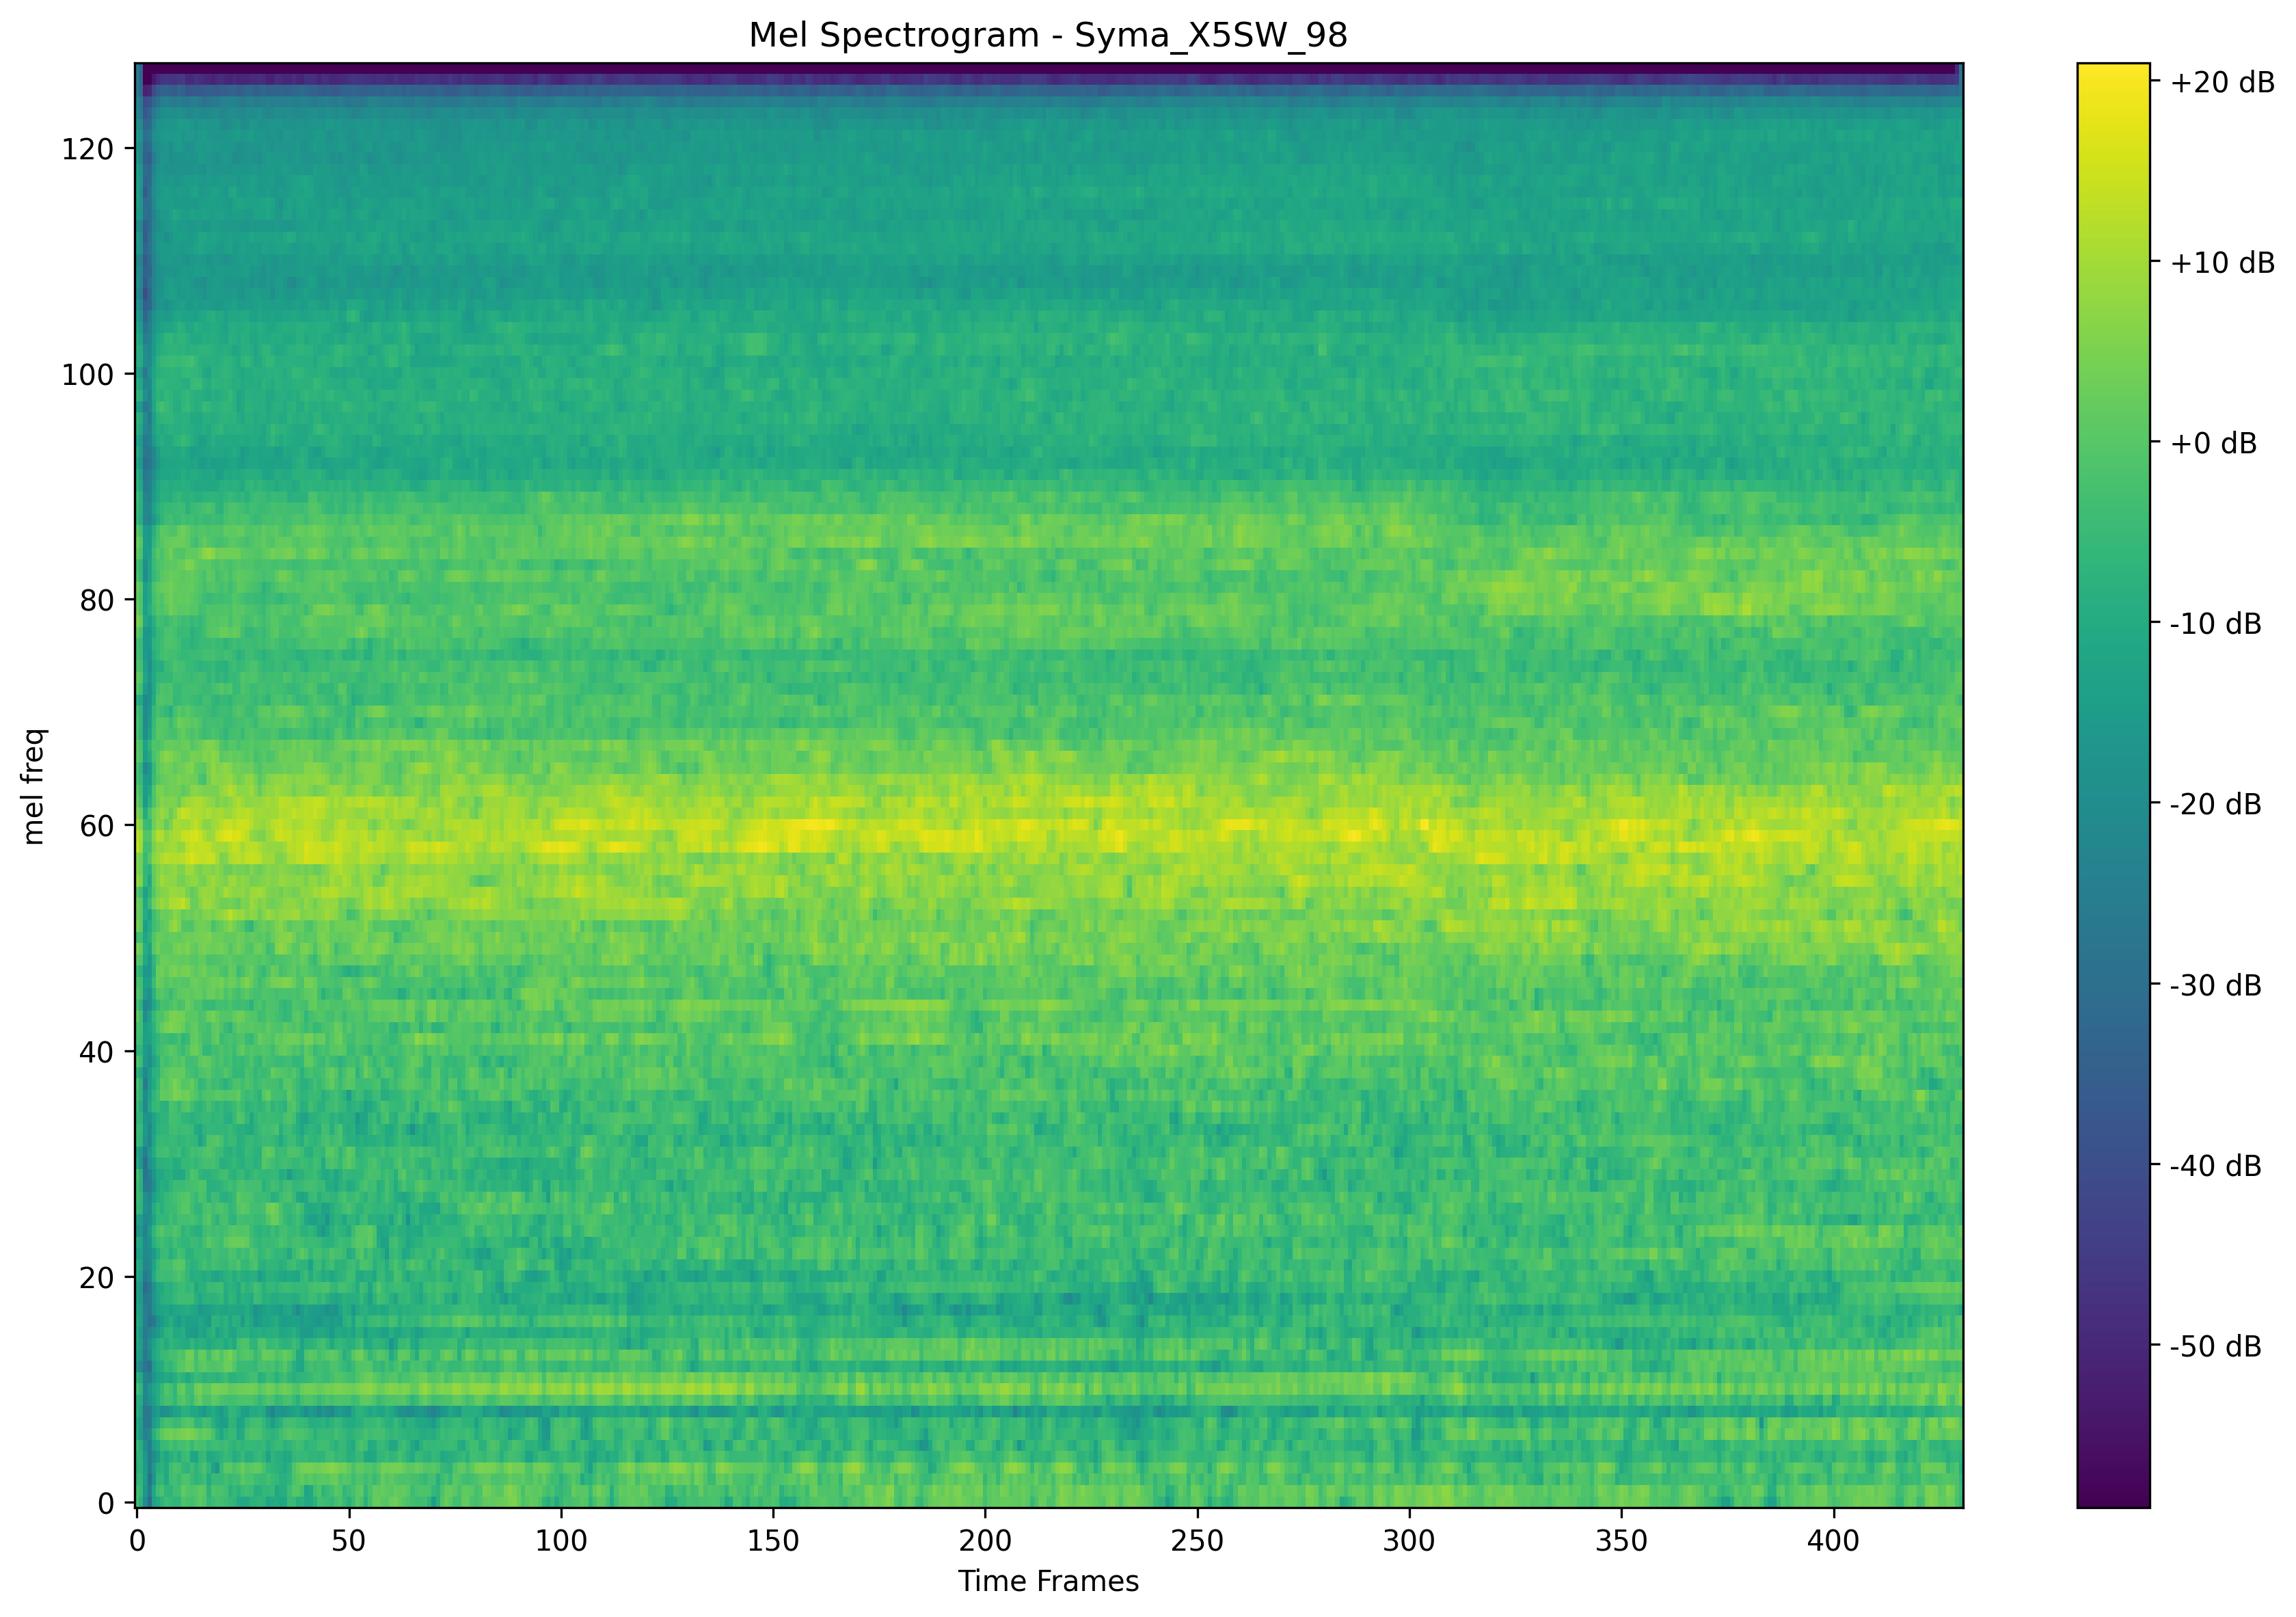 Mel Spectrogram - Syma_X5SW_98
mel freq
120
100
80
60
40
20
0
0 50 100 150 200 250 300 350 400
Time Frames
+20 dB
+10 dB
+0 dB
-10 dB
-20 dB
-30 dB
-40 dB
-50 dB